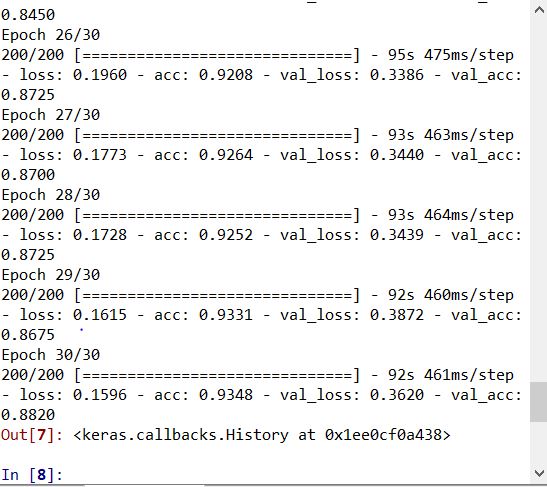 0.8450
Epoch 26/30
200/200 [==============================] - 95s 475ms/step
- loss: 0.1960 - acc: 0.9208 - val_loss: 0.3386 - val_acc:
0.8725
Epoch 27/30
200/200 [==============================] - 93s 463ms/step
- loss: 0.1773 - acc: 0.9264 - val_loss: 0.3440 - val_acc:
0.8700
Epoch 28/30
200/200 [==============================] - 93s 464ms/step
- loss: 0.1728 - acc: 0.9252 - val_loss: 0.3439 - val_acc:
0.8725
Epoch 29/30
200/200 [==============================] - 92s 460ms/step
- loss: 0.1615 - acc: 0.9331 - val_loss: 0.3872 - val_acc:
0.8675
Epoch 30/30
200/200 [==============================] - 92s 461ms/step
- loss: 0.1596 - acc: 0.9348 - val_loss: 0.3620 - val_acc:
0.8820
Out[7]: <keras.callbacks.History at 0x1ee0cf0a438>
In [8]: